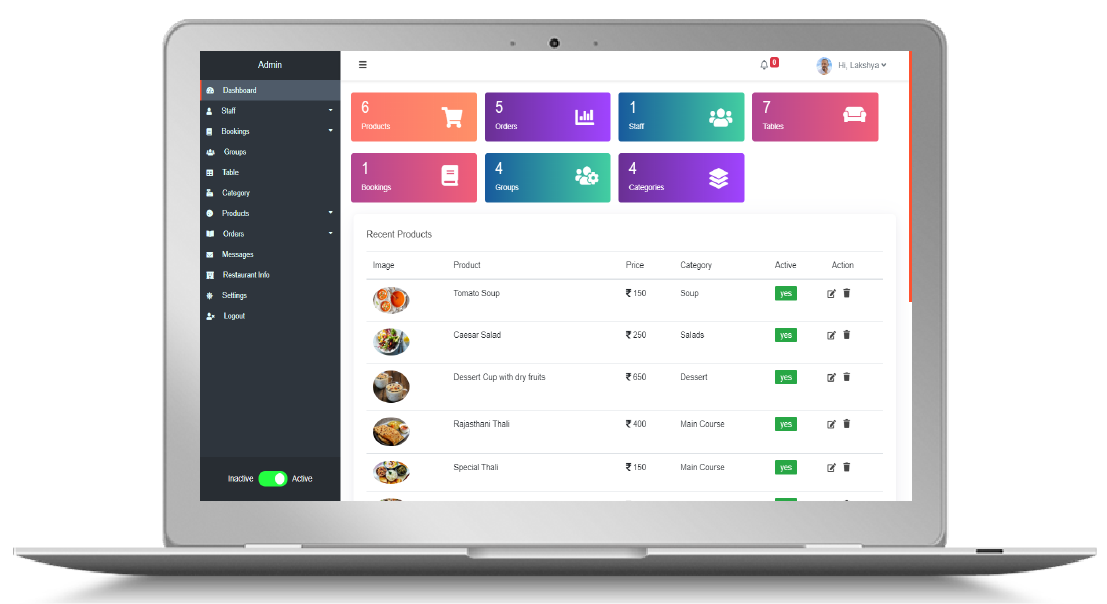 Admin
0
Hi, Lakshya
Dashboard
Staff
Bookings
Groups
Table
Category
Products
Orders
Messages
Restaurant Info
Settings
Logout
Inactive
Active
6
Products
5
Orders
1
Staff
7
Tables
1
Bookings
4
Groups
4
Categories
Recent Products
Image Product Price Category Active Action
Tomato Soup ₹ 150 Soup yes
Caesar Salad ₹ 250 Salads yes
Dessert Cup with dry fruits ₹ 650 Dessert yes
Rajasthani Thali ₹ 400 Main Course yes
Special Thali ₹ 150 Main Course yes